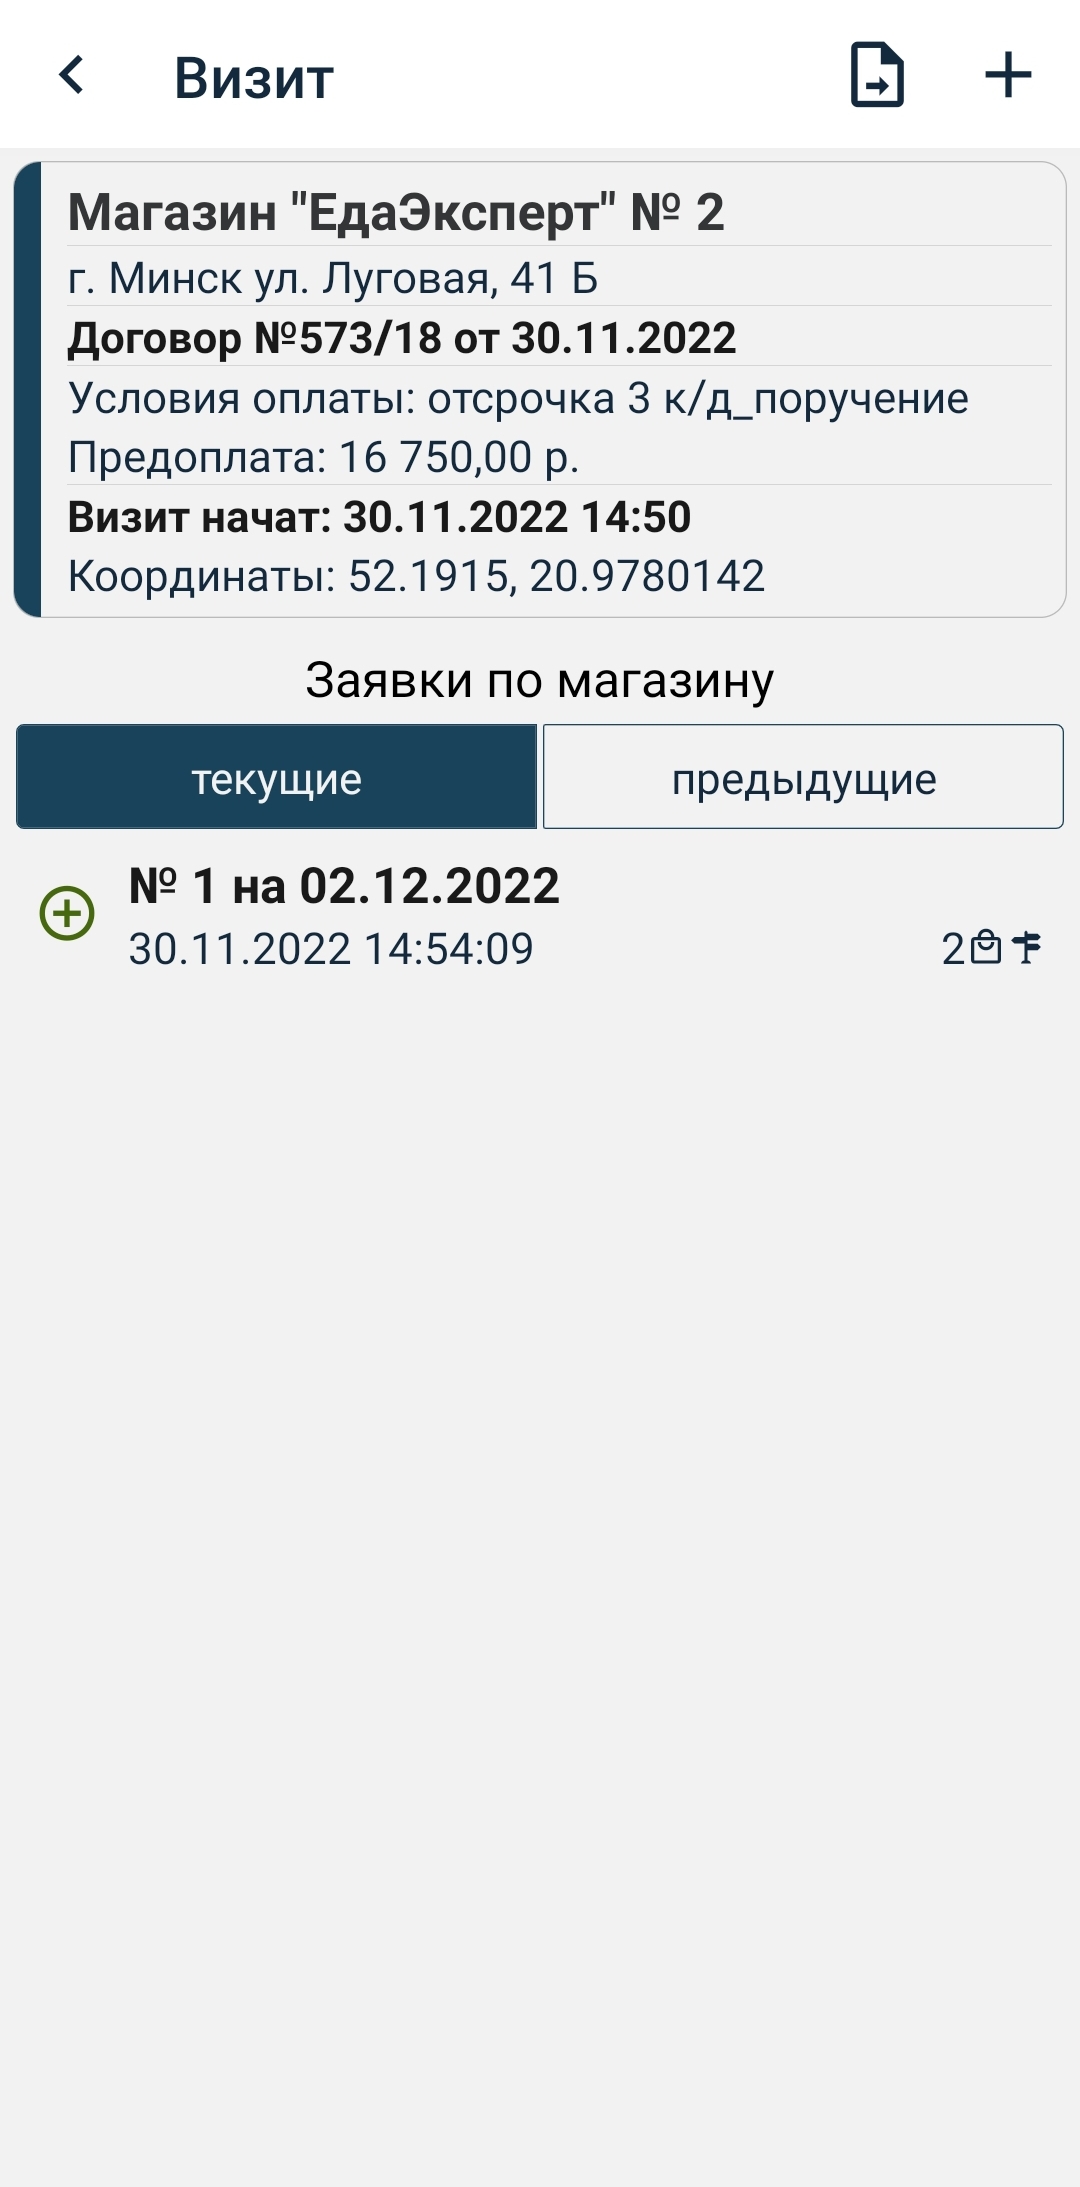 Визит
Магазин "ЕдаЭксперт" № 2
г. Минск ул. Луговая, 41 Б
Договор №573/18 от 30.11.2022
Условия оплаты: отсрочка 3 к/д_поручение
Предоплата: 16 750,00 р.
Визит начат: 30.11.2022 14:50
Координаты: 52.1915, 20.9780142
Заявки по магазину
текущие
предыдущие
№ 1 на 02.12.2022
30.11.2022 14:54:09
2